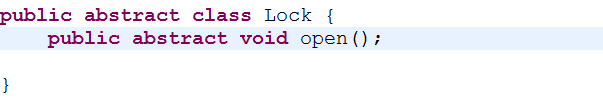 public abstract class Lock {
    public abstract void open();
}